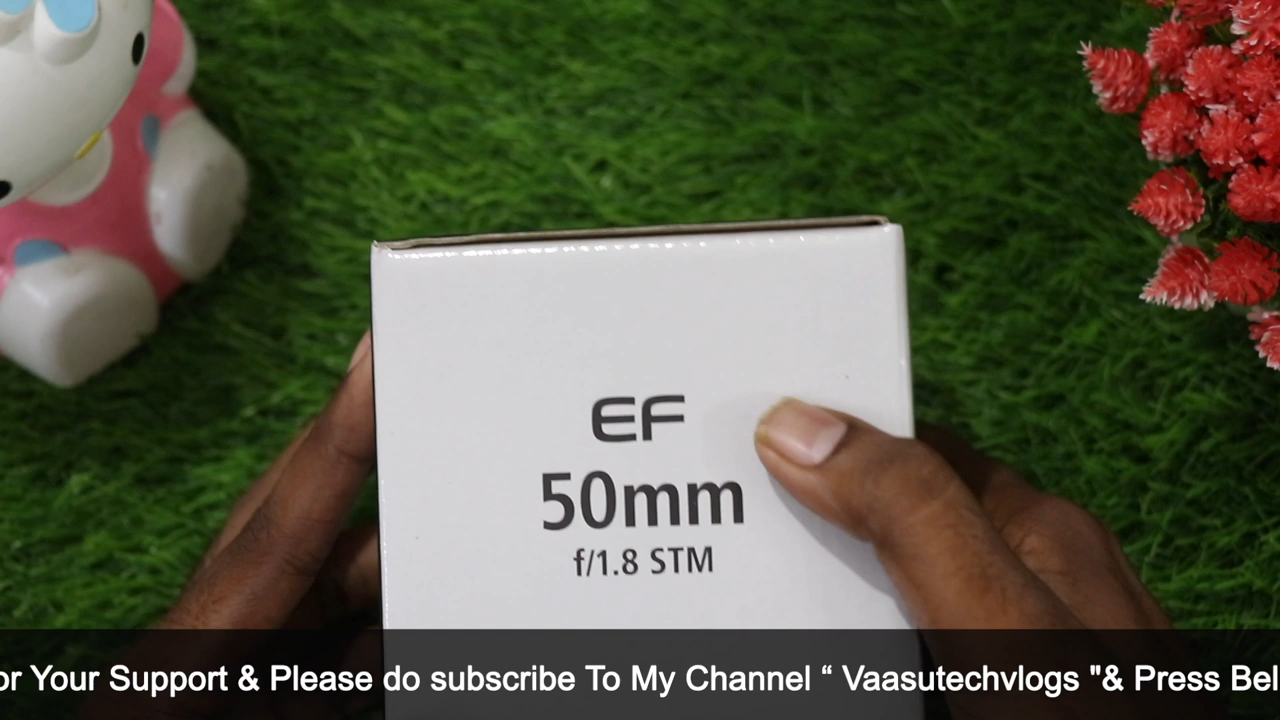 EF
50mm
f/1.8 STM
or Your Support & Please do subscribe To My Channel “ Vaasutechvlogs "& Press Bel